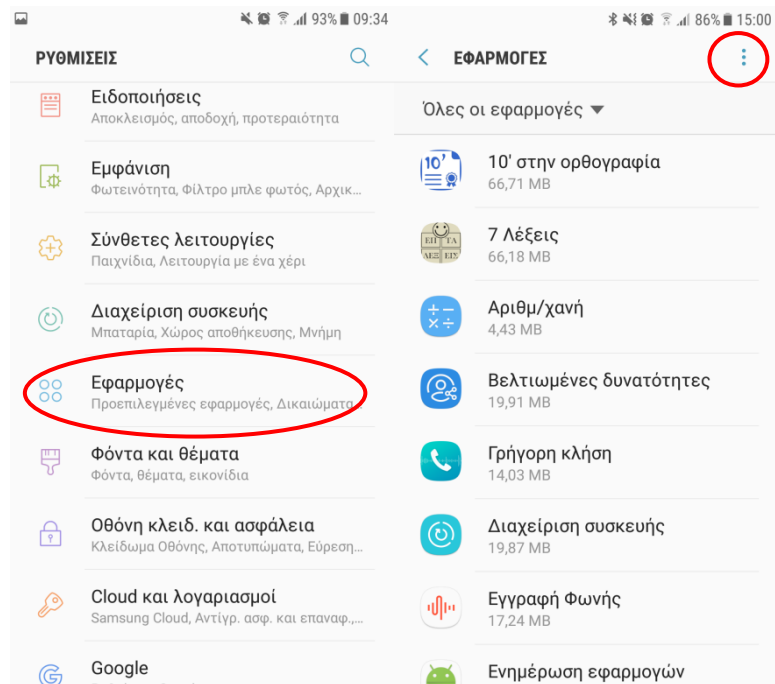 93% 09:34
ΡΥΘΜΙΣΕΙΣ
Ειδοποιήσεις
Αποκλεισμός, αποδοχή, προτεραιότητα
Εμφάνιση
Φωτεινότητα, Φίλτρο μπλε φωτός, Αρχικ...
Σύνθετες λειτουργίες
Παιχνίδια, Λειτουργία με ένα χέρι
Διαχείριση συσκευής
Μπαταρία, Χώρος αποθήκευσης, Μνήμη
Εφαρμογές
Προεπιλεγμένες εφαρμογές, Δικαιώματα...
Φόντα και θέματα
Φόντα, θέματα, εικονίδια
Οθόνη κλειδ. και ασφάλεια
Κλείδωμα Οθόνης, Αποτυπώματα, Εύρεση...
Cloud και λογαριασμοί
Samsung Cloud, Αντίγρ. ασφ. και επαναφ.,...
Google
86% 15:00
ΕΦΑΡΜΟΓΕΣ
Όλες οι εφαρμογές
10'
10' στην ορθογραφία
66,71 MB
ΕΠ ΤΑ
ΛΕΞ ΕΙΣ
7 Λέξεις
66,18 MB
Αριθμ/χανή
4,43 MB
Βελτιωμένες δυνατότητες
19,91 MB
Γρήγορη κλήση
14,03 MB
Διαχείριση συσκευής
19,87 MB
Εγγραφή Φωνής
17,24 MB
Ενημέρωση εφαρμογών